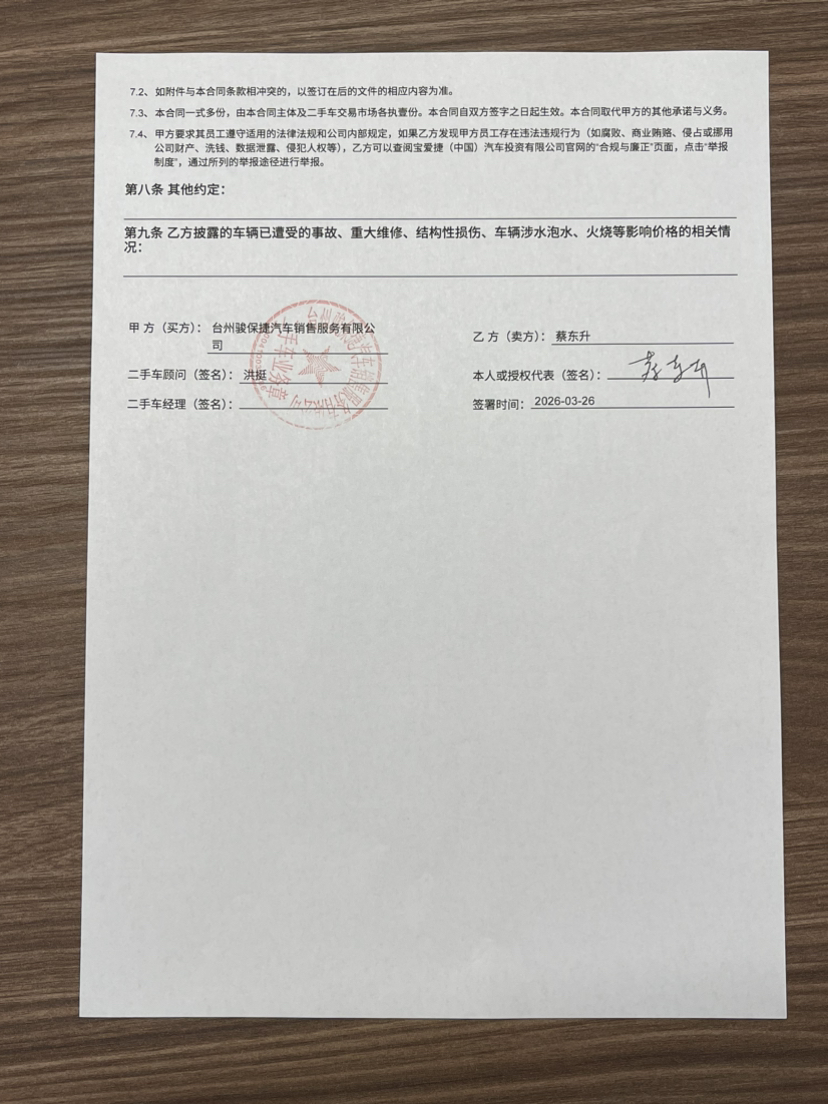 7.2、如附件与本合同条款相冲突的，以签订在后的文件的相应内容为准。
7.3、本合同一式多份，由本合同主体及二手车交易市场各执壹份。本合同自双方签字之日起生效。本合同取代甲方的其他承诺与义务。
7.4、甲方要求其员工遵守适用的法律法规和公司内部规定，如果乙方发现甲方员工存在违法违规行为（如腐败、商业贿赂、侵占或挪用
公司财产、洗钱、数据泄露、侵犯人权等），乙方可以查阅宝爱捷（中国）汽车投资有限公司官网的“合规与廉正”页面，点击“举报
制度”，通过所列的举报途径进行举报。
第八条 其他约定：
第九条 乙方披露的车辆已遭受的事故、重大维修、结构性损伤、车辆涉水泡水、火烧等影响价格的相关情
况：
甲 方（买方）： 台州骏保捷汽车销售服务有限公
司
二手车顾问（签名）： 洪挺
二手车经理（签名）：
二手车业务章
乙 方（卖方）： 蔡东升
本人或授权代表（签名）：
签署时间： 2026-03-26